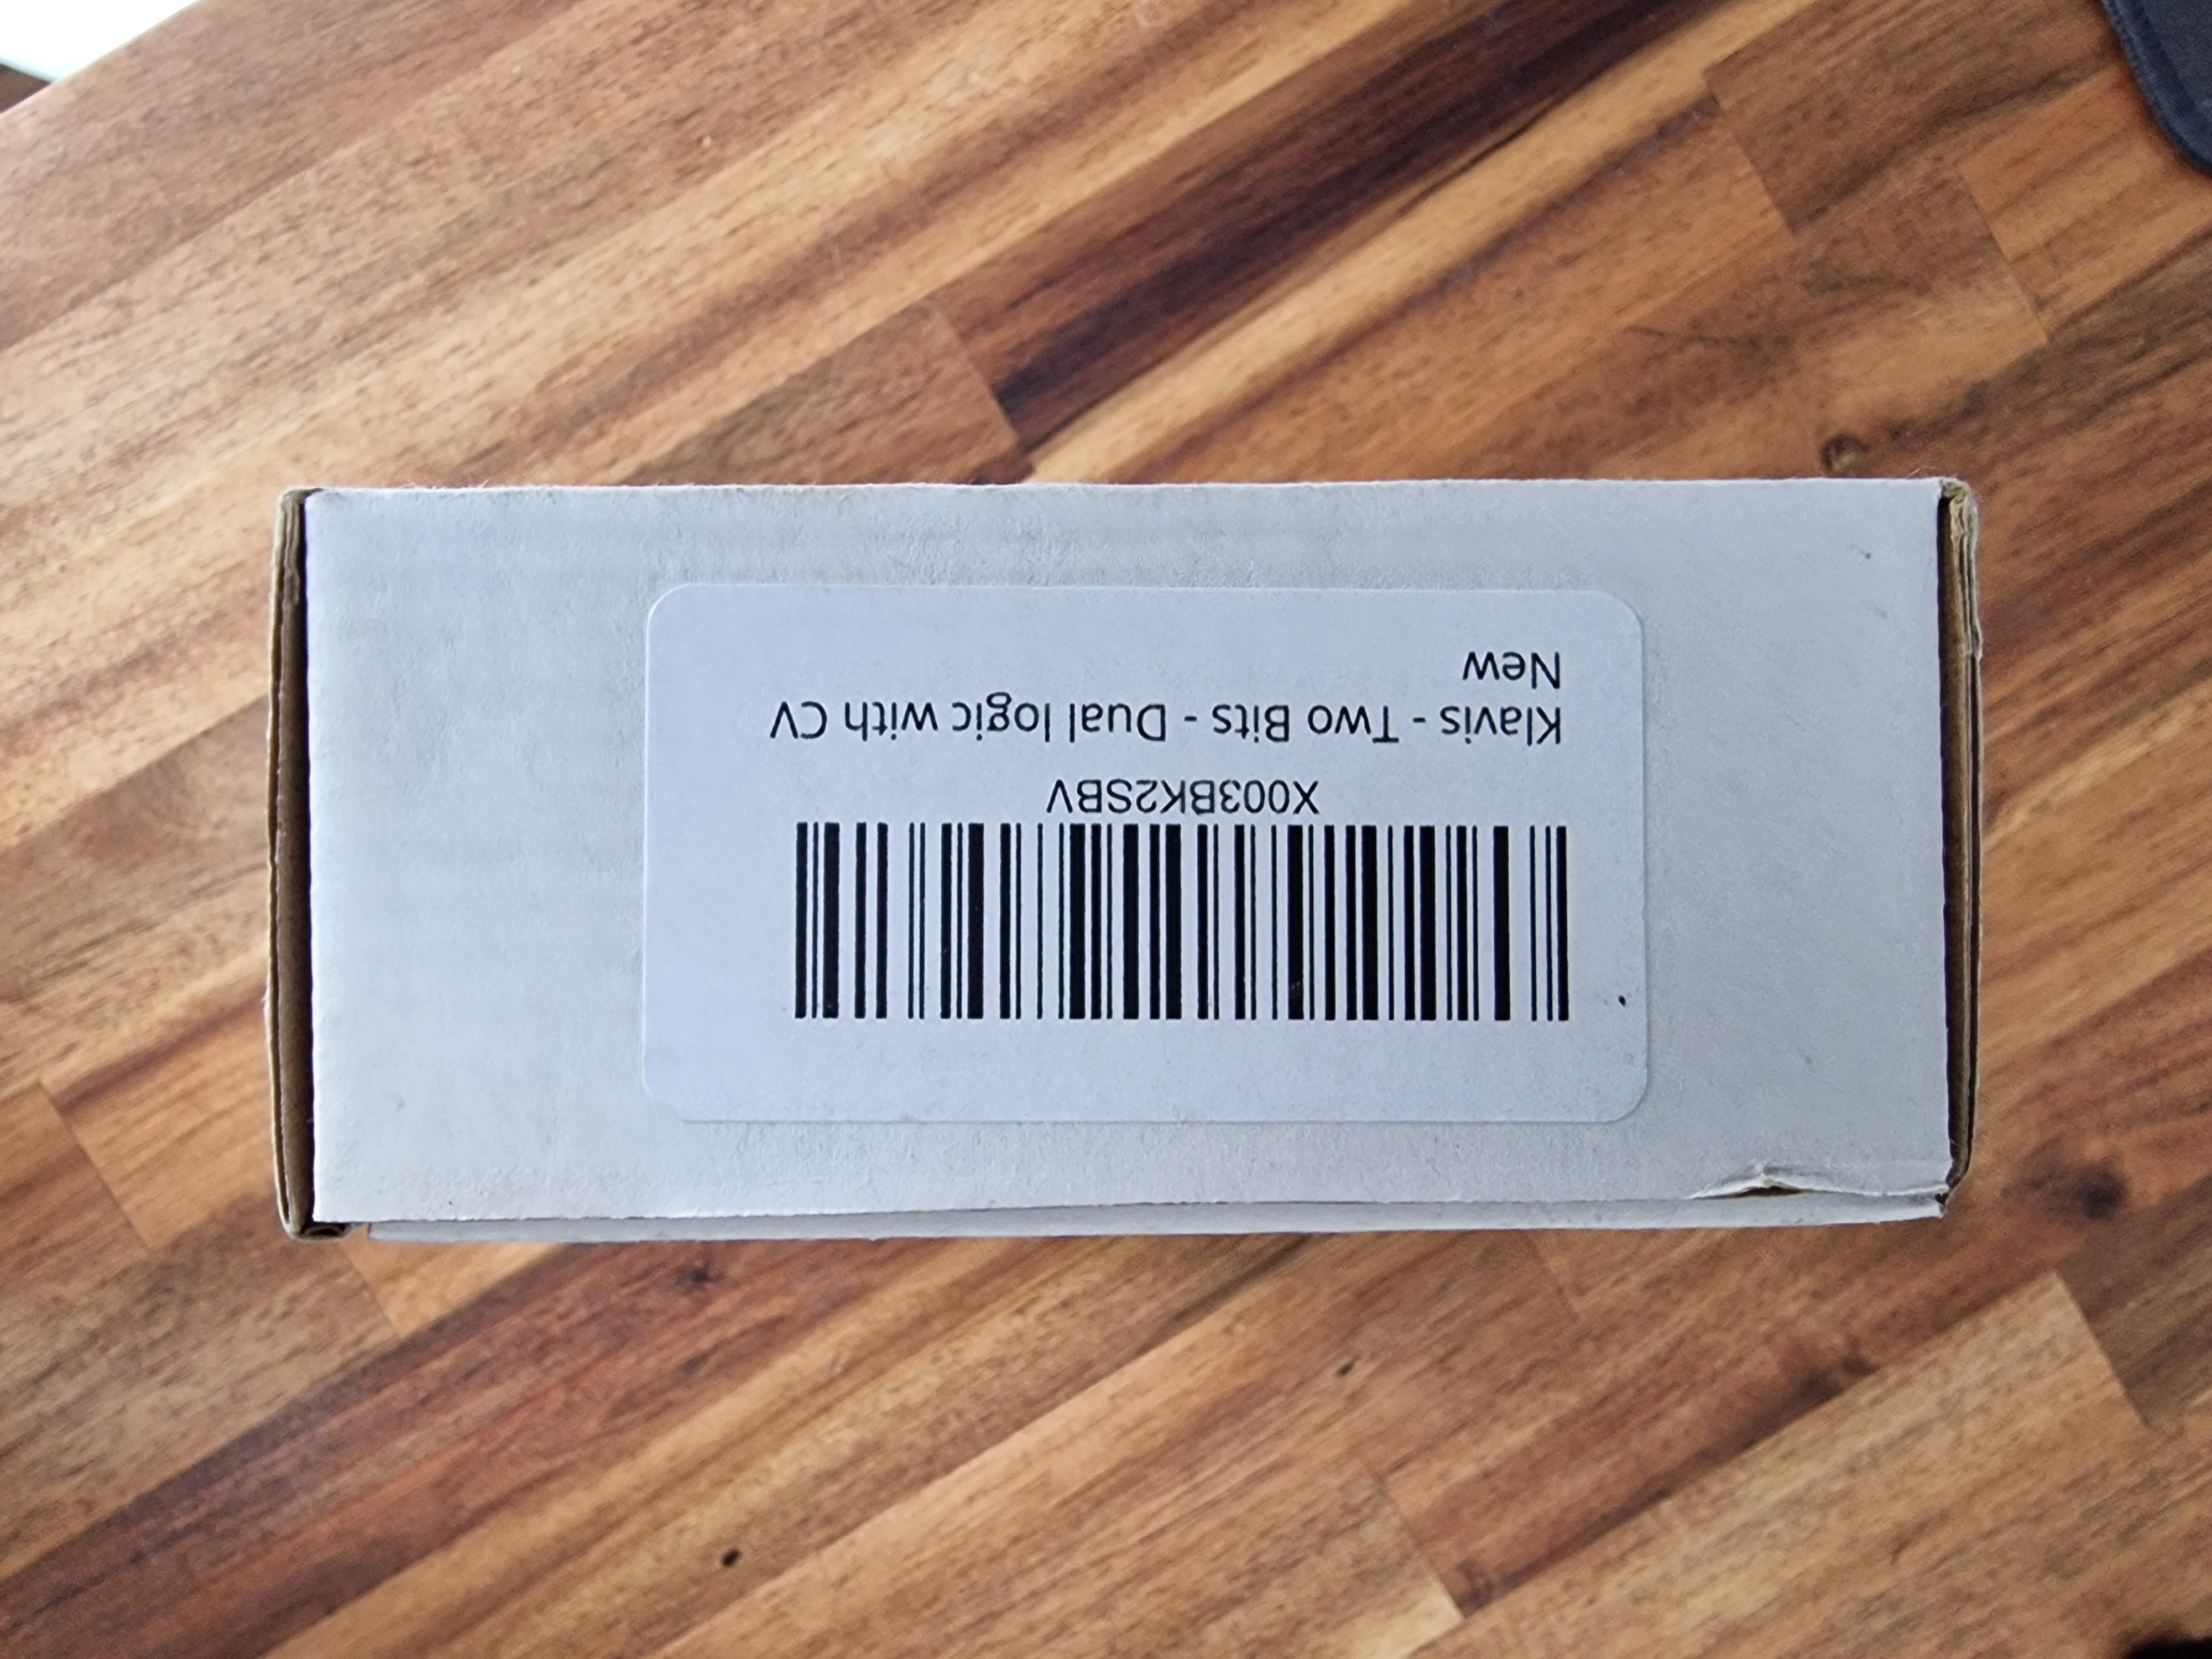 X003BK2SBV
Klavis - Two Bits - Dual logic with CV
New